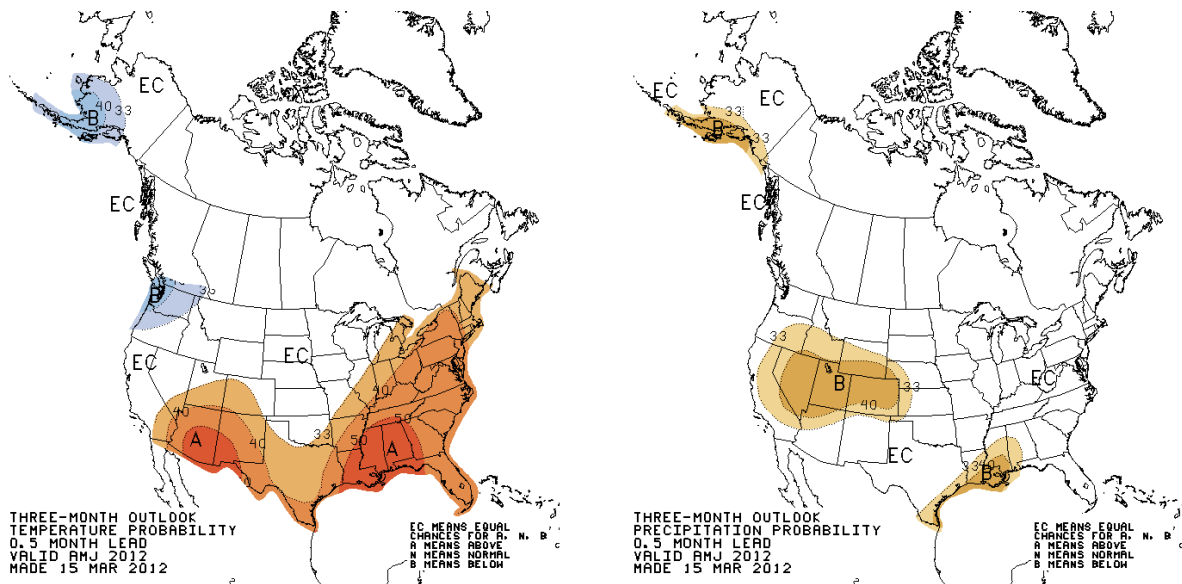 EC
40
33
B
EC
33
B
EC
EC
40
40
A
33
40
50
50
A
THREE-MONTH OUTLOOK
TEMPERATURE PROBABILITY
0.5 MONTH LEAD
VALID AMJ 2012
MADE 15 MAR 2012
EC MEANS EQUAL
CHANCES FOR A, N, B
A MEANS ABOVE
N MEANS NORMAL
B MEANS BELOW
EC
EC
33
B
33
EC
33
B
33
40
EC
EC
33
40
B
THREE-MONTH OUTLOOK
PRECIPITATION PROBABILITY
0.5 MONTH LEAD
VALID AMJ 2012
MADE 15 MAR 2012
EC MEANS EQUAL
CHANCES FOR A, N, B
A MEANS ABOVE
N MEANS NORMAL
B MEANS BELOW